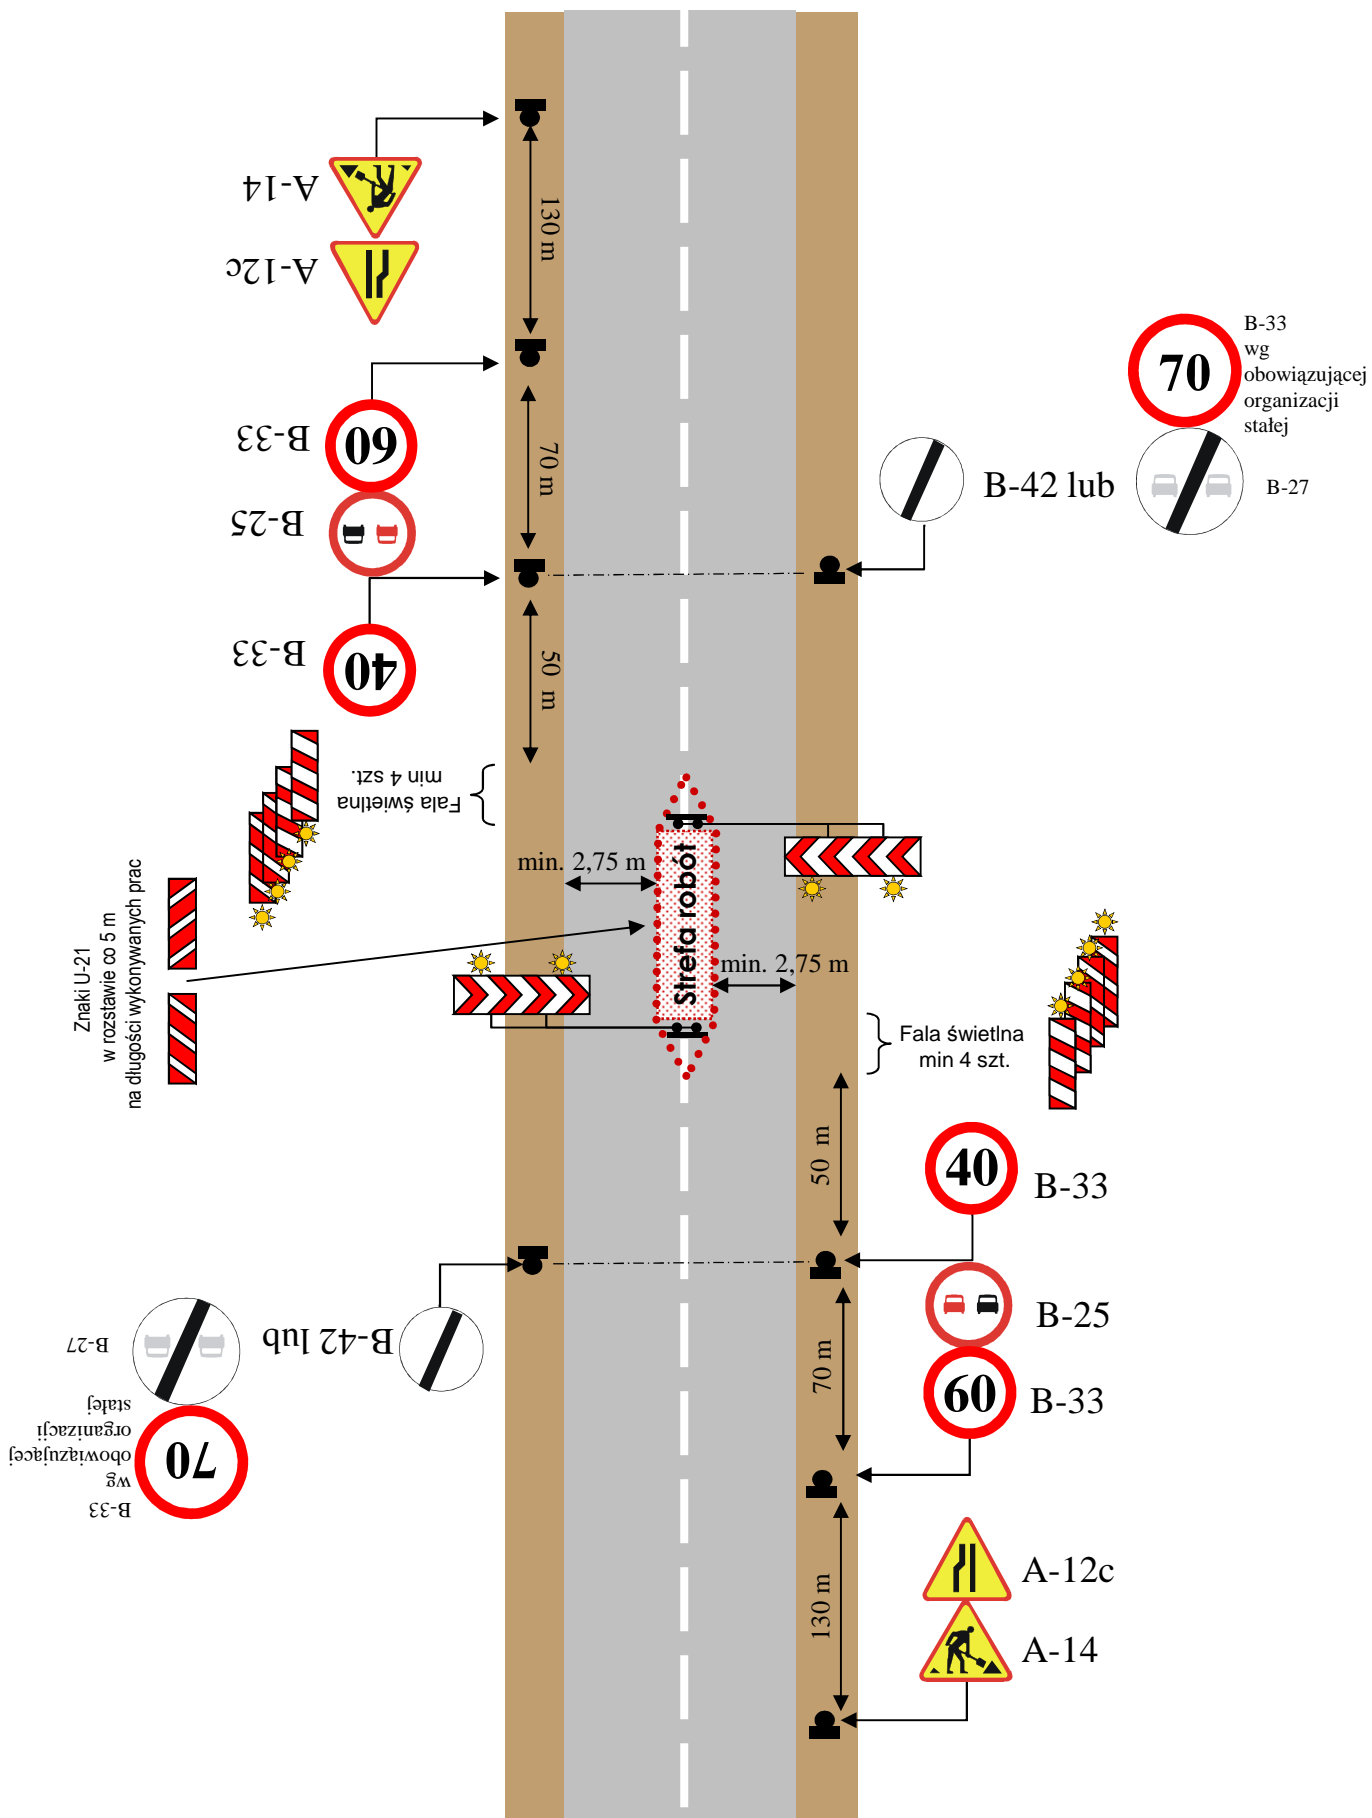 A-14
A-12c
130 m
B-33
60
B-25
70 m
B-33
40
50 m
70
B-33
wg
obowiązującej
organizacji
stałej
B-42 lub
B-27
Fala świetlna
min 4 szt.
min. 2,75 m
Strefa robót
min. 2,75 m
Znaki U-21
w rozstawie co 5 m
na długości wykonywanych prac
Fala świetlna
min 4 szt.
50 m
40
B-33
B-25
70 m
60
B-33
B-42 lub
B-27
70
B-33
wg
obowiązującej
organizacji
stałej
130 m
A-12c
A-14